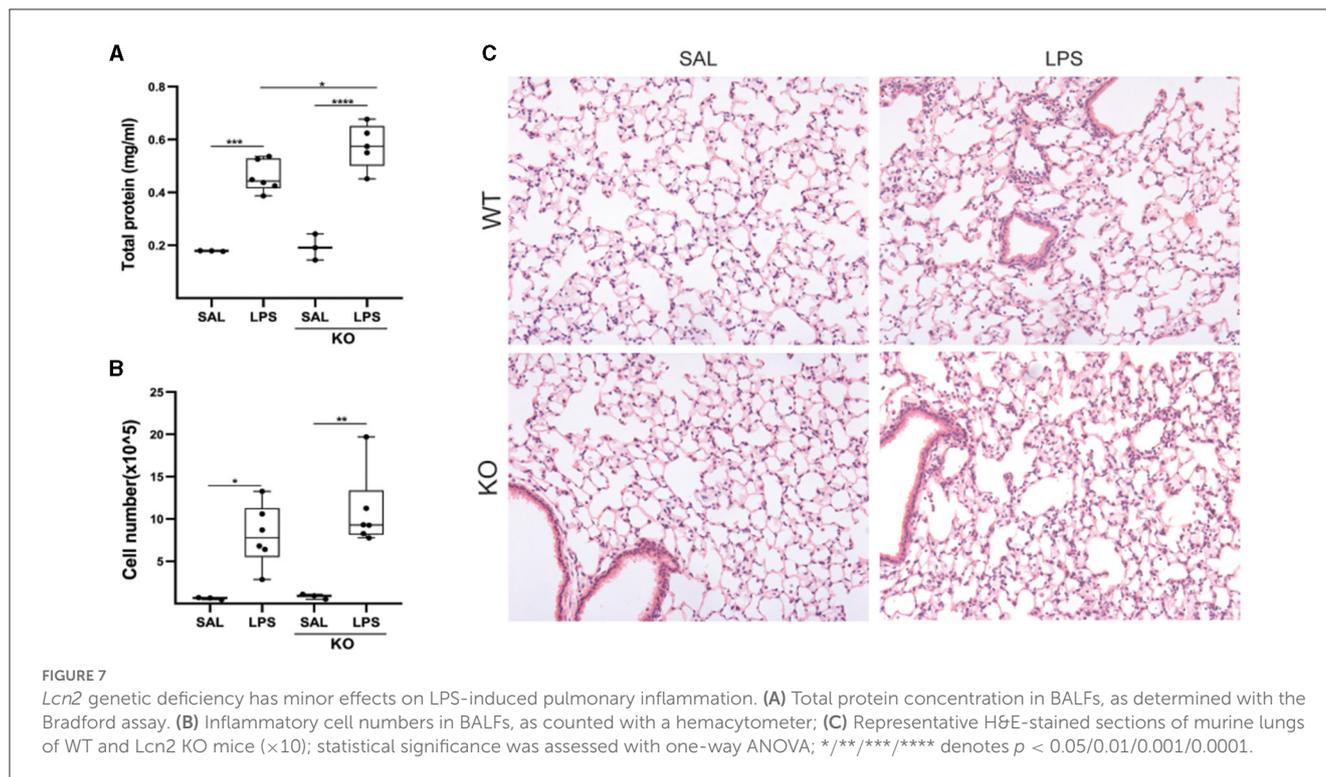 A
Total protein (mg/ml)
0.8
0.6
0.4
0.2
***
****
*
SAL LPS SAL LPS
KO
B
Cell number(x10^5)
25
20
15
10
5
*
**
SAL LPS SAL LPS
KO
C
SAL LPS
WT
KO
FIGURE 7
Lcn2 genetic deficiency has minor effects on LPS-induced pulmonary inflammation. (A) Total protein concentration in BALFs, as determined with the
Bradford assay. (B) Inflammatory cell numbers in BALFs, as counted with a hemacytometer; (C) Representative H&E-stained sections of murine lungs
of WT and Lcn2 KO mice (×10); statistical significance was assessed with one-way ANOVA; */**/***/**** denotes p < 0.05/0.01/0.001/0.0001.